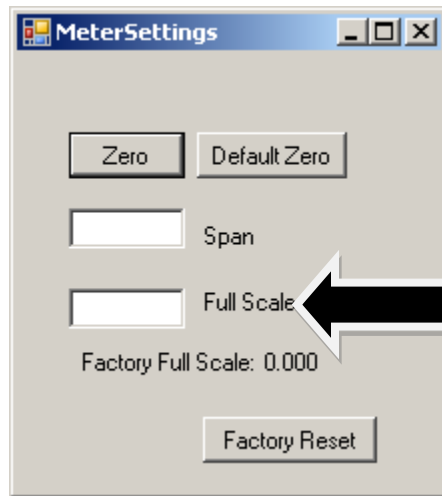 MeterSettings
Zero Default Zero
Span
Full Scale
Factory Full Scale: 0.000
Factory Reset